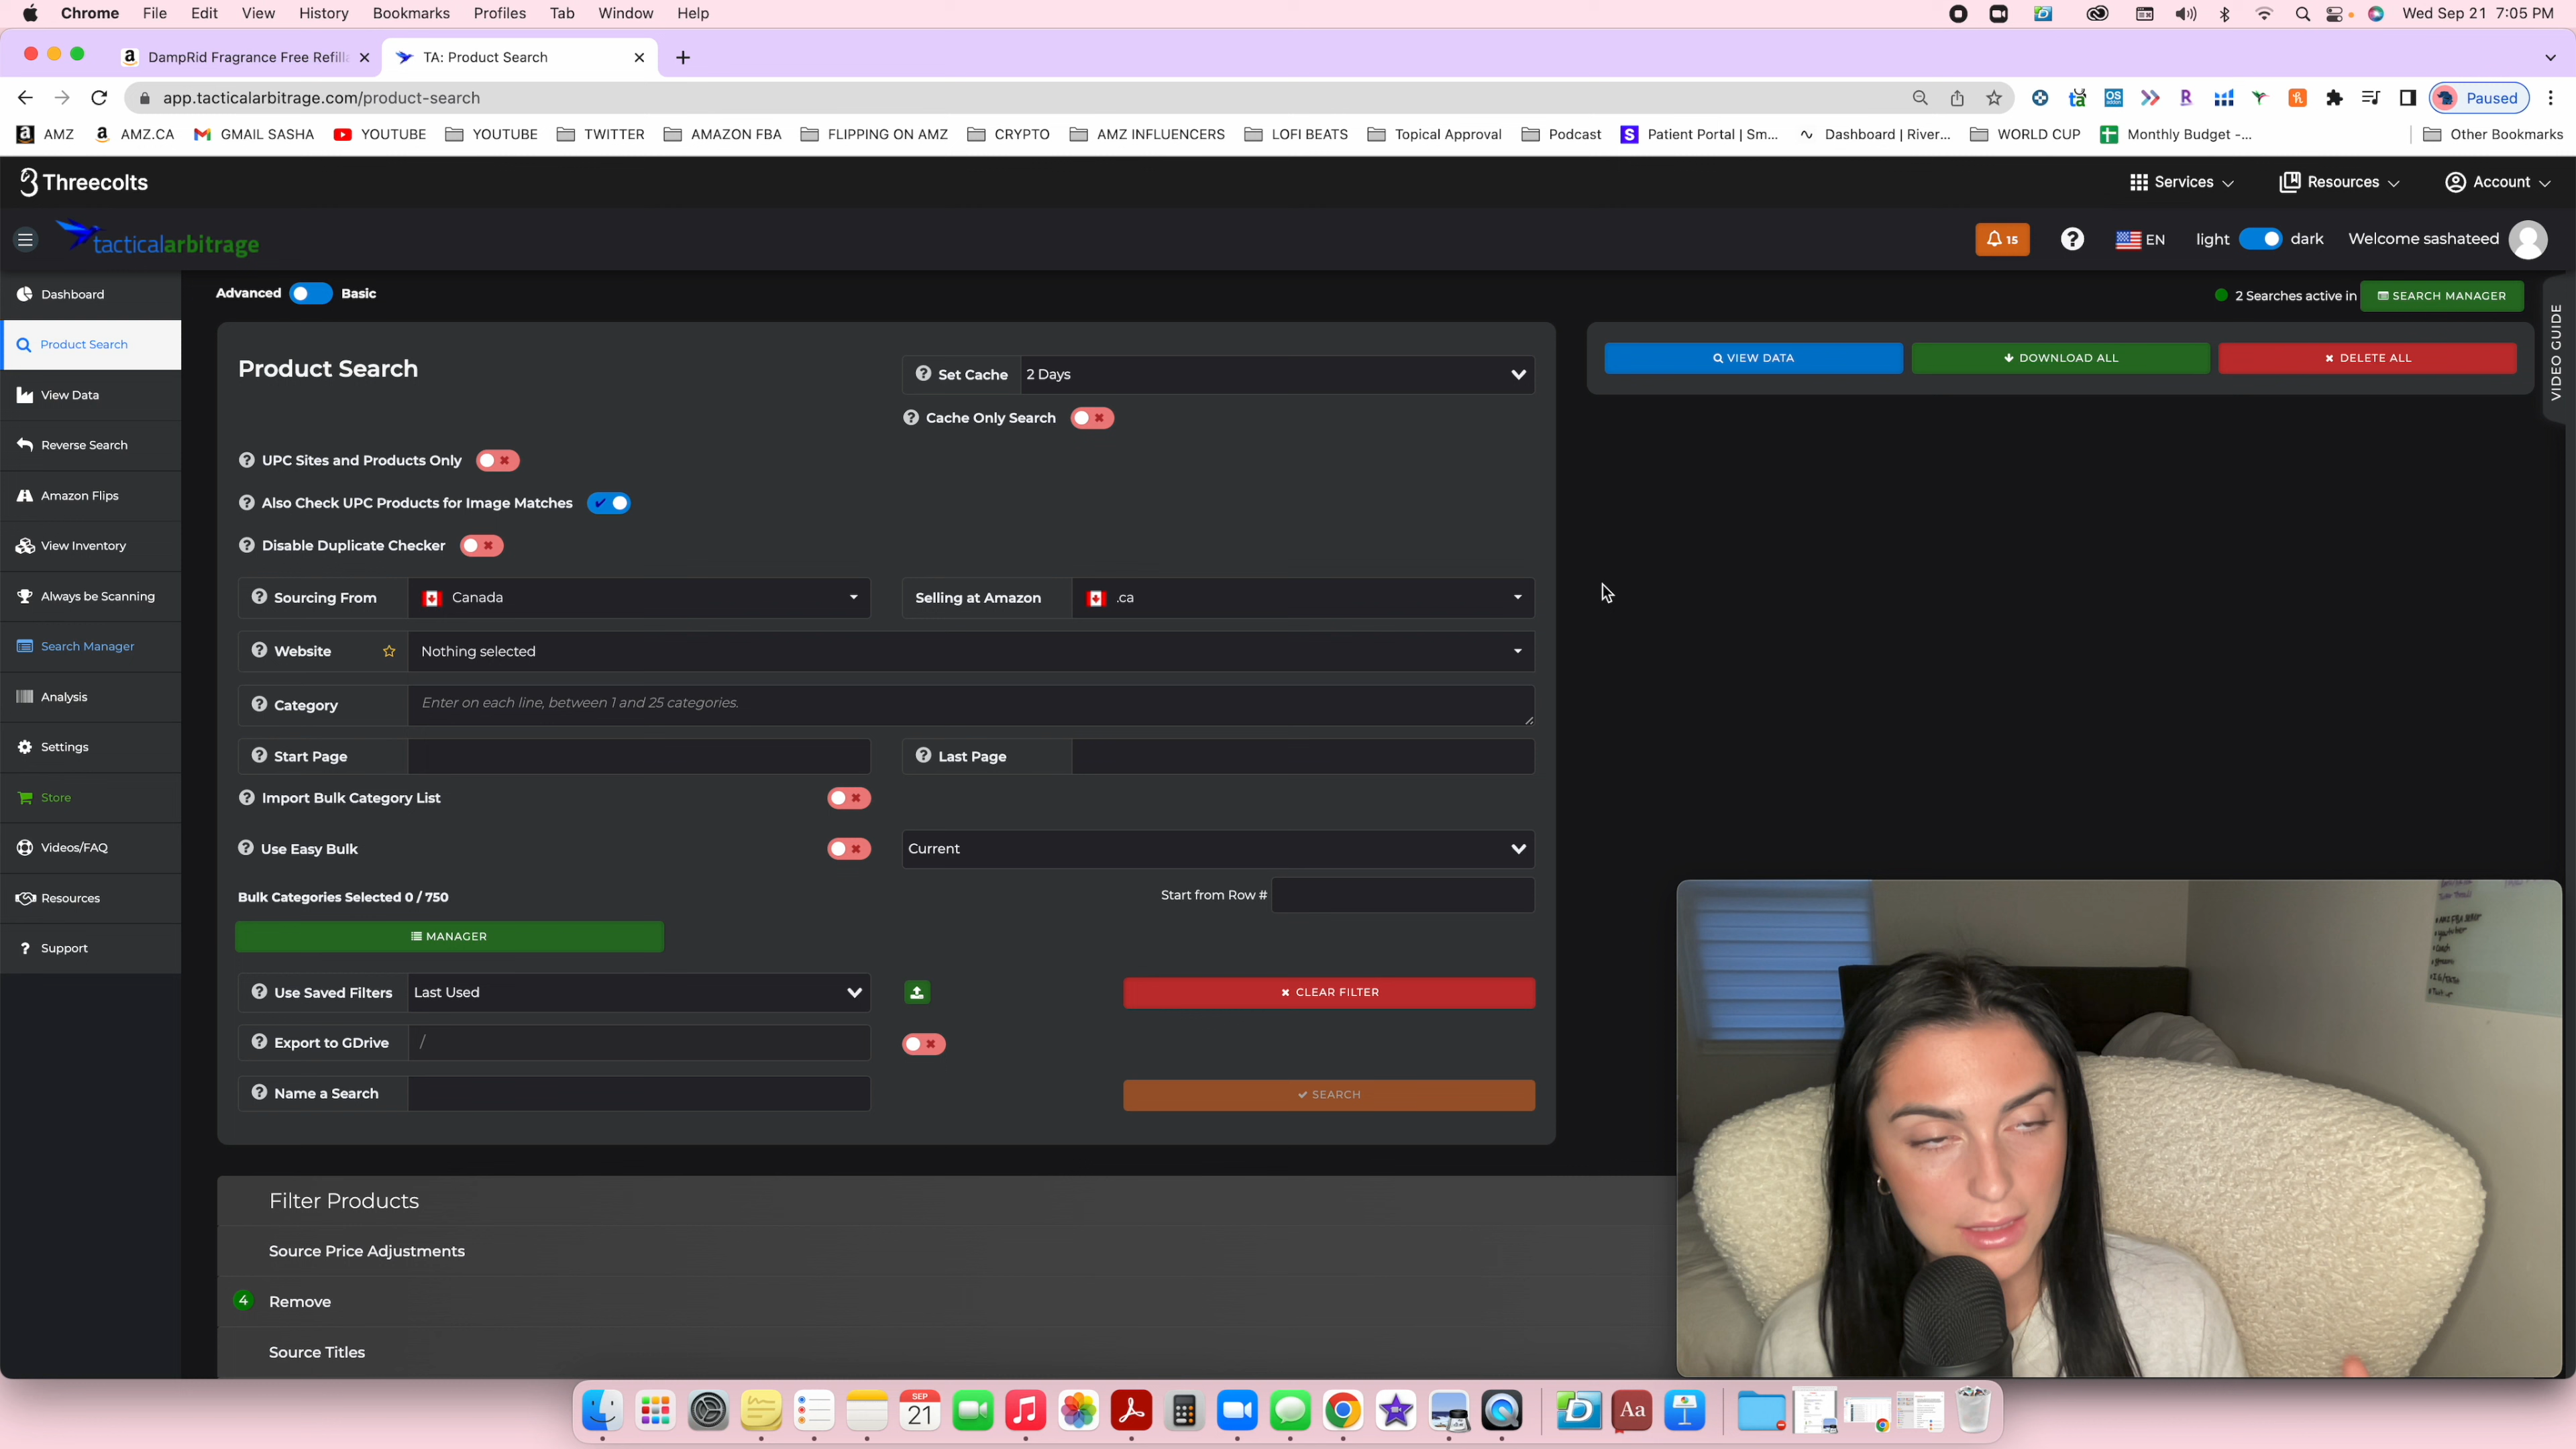 Chrome File Edit View History Bookmarks Profiles Tab Window Help Wed Sep 21 7:05 PM
DampRid Fragrance Free Refilla TA: Product Search
app.tacticalarbitrage.com/product-search Paused
AMZ AMZ.CA GMAIL SASHA YOUTUBE YOUTUBE TWITTER AMAZON FBA FLIPPING ON AMZ CRYPTO AMZ INFLUENCERS LOFI BEATS Topical Approval Podcast Patient Portal | Sm... Dashboard | River... WORLD CUP Monthly Budget -... Other Bookmarks
Threecolts Services Resources Account
tacticalarbitrage 15 EN light dark Welcome sashateed
Dashboard
Product Search
View Data
Reverse Search
Amazon Flips
View Inventory
Always be Scanning
Search Manager
Analysis
Settings
Store
Videos/FAQ
Resources
Support
Advanced Basic 2 Searches active in SEARCH MANAGER
VIDEO GUIDE
Product Search Set Cache 2 Days
VIEW DATA DOWNLOAD ALL DELETE ALL
Cache Only Search
UPC Sites and Products Only
Also Check UPC Products for Image Matches
Disable Duplicate Checker
Sourcing From Canada Selling at Amazon .ca
Website Nothing selected
Category Enter on each line, between 1 and 25 categories.
Start Page Last Page
Import Bulk Category List
Use Easy Bulk Current
Bulk Categories Selected 0 / 750 Start from Row #
MANAGER
Use Saved Filters Last Used CLEAR FILTER
Export to GDrive /
Name a Search SEARCH
Filter Products
Source Price Adjustments
4 Remove
Source Titles
SEP
21
Aa